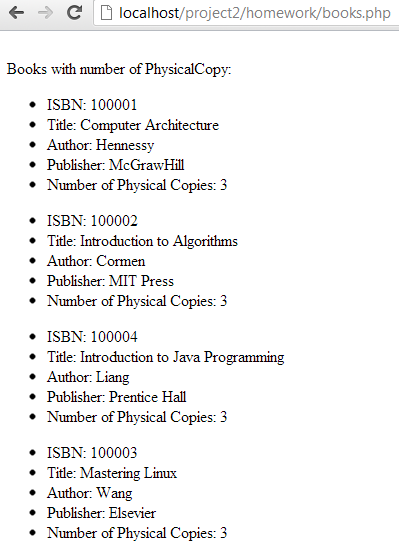 localhost/project2/homework/books.php
Books with number of PhysicalCopy:
ISBN: 100001
Title: Computer Architecture
Author: Hennessy
Publisher: McGrawHill
Number of Physical Copies: 3
ISBN: 100002
Title: Introduction to Algorithms
Author: Cormen
Publisher: MIT Press
Number of Physical Copies: 3
ISBN: 100004
Title: Introduction to Java Programming
Author: Liang
Publisher: Prentice Hall
Number of Physical Copies: 3
ISBN: 100003
Title: Mastering Linux
Author: Wang
Publisher: Elsevier
Number of Physical Copies: 3